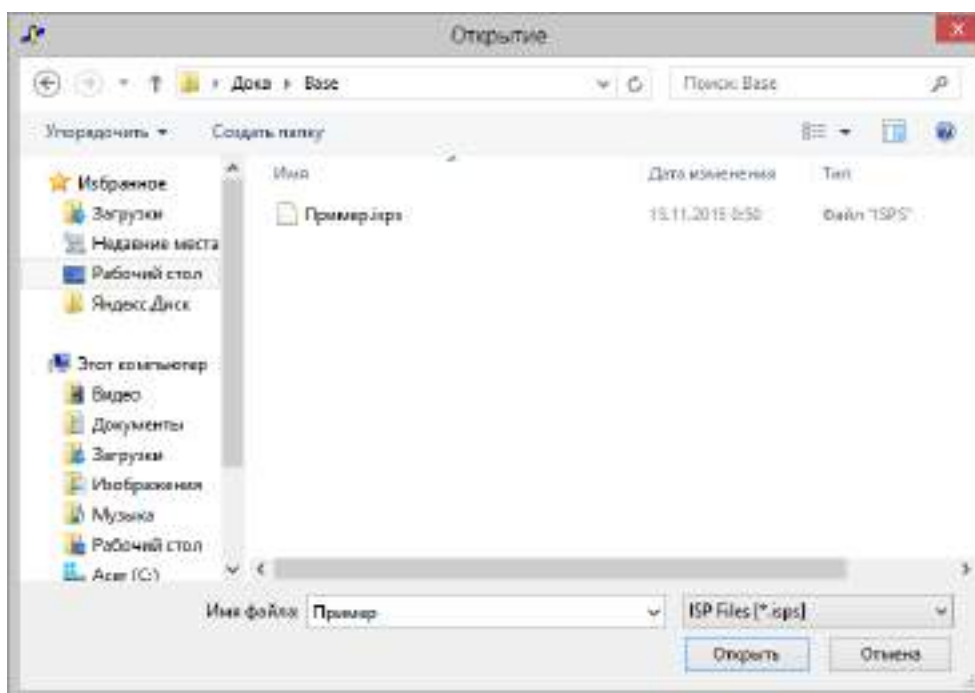 Открытие
Дока Base
Поиск: Base
Упорядочить
Создать папку
Избранное
Загрузки
Недавние места
Рабочий стол
Яндекс.Диск
Этот компьютер
Видео
Документы
Загрузки
Изображения
Музыка
Рабочий стол
Acer (C:)
Имя
Дата изменения
Тип
Пример.isps
15.11.2015 0:50
Файл "ISPS"
Имя файла:
Пример
ISP Files (*.isps)
Открыть
Отмена